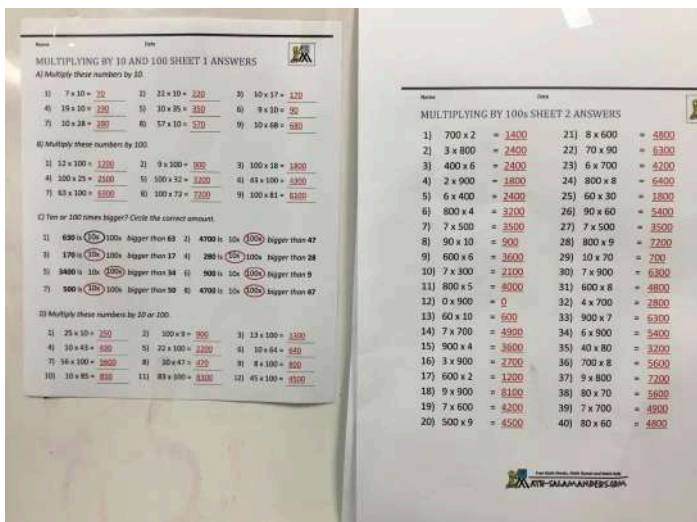 Name Date
MULTIPLYING BY 10 AND 100 SHEET 1 ANSWERS
A) Multiply these numbers by 10.
1) 7 x 10 = 70 2) 22 x 10 = 220 3) 10 x 17 = 170
4) 19 x 10 = 190 5) 10 x 35 = 350 6) 9 x 10 = 90
7) 10 x 28 = 280 8) 57 x 10 = 570 9) 10 x 68 = 680
B) Multiply these numbers by 100.
1) 12 x 100 = 1200 2) 9 x 100 = 900 3) 100 x 18 = 1800
4) 100 x 25 = 2500 5) 100 x 32 = 3200 6) 43 x 100 = 4300
7) 63 x 100 = 6300 8) 100 x 72 = 7200 9) 100 x 81 = 8100
C) Ten or 100 times bigger? Circle the correct amount.
1) 630 is 10x 100x bigger than 63 2) 4700 is 10x 100x bigger than 47
3) 170 is 10x 100x bigger than 17 4) 280 is 10x 100x bigger than 28
5) 3400 is 10x 100x bigger than 34 6) 900 is 10x 100x bigger than 9
7) 500 is 10x 100x bigger than 50 8) 4700 is 10x 100x bigger than 47
D) Multiply these numbers by 10 or 100.
1) 25 x 10 = 250 2) 100 x 9 = 900 3) 13 x 100 = 1300
4) 10 x 43 = 430 5) 22 x 100 = 2200 6) 10 x 64 = 640
7) 56 x 100 = 5600 8) 10 x 47 = 470 9) 8 x 100 = 800
10) 10 x 85 = 850 11) 83 x 100 = 8300 12) 45 x 100 = 4500
Name Date
MULTIPLYING BY 100s SHEET 2 ANSWERS
1) 700 x 2 = 1400 21) 8 x 600 = 4800
2) 3 x 800 = 2400 22) 70 x 90 = 6300
3) 400 x 6 = 2400 23) 6 x 700 = 4200
4) 2 x 900 = 1800 24) 800 x 8 = 6400
5) 6 x 400 = 2400 25) 60 x 30 = 1800
6) 800 x 4 = 3200 26) 90 x 60 = 5400
7) 7 x 500 = 3500 27) 7 x 500 = 3500
8) 90 x 10 = 900 28) 800 x 9 = 7200
9) 600 x 6 = 3600 29) 10 x 70 = 700
10) 7 x 300 = 2100 30) 7 x 900 = 6300
11) 800 x 5 = 4000 31) 600 x 8 = 4800
12) 0 x 900 = 0 32) 4 x 700 = 2800
13) 60 x 10 = 600 33) 900 x 7 = 6300
14) 7 x 700 = 4900 34) 6 x 900 = 5400
15) 900 x 4 = 3600 35) 40 x 80 = 3200
16) 3 x 900 = 2700 36) 700 x 8 = 5600
17) 600 x 2 = 1200 37) 9 x 800 = 7200
18) 9 x 900 = 8100 38) 80 x 70 = 5600
19) 7 x 600 = 4200 39) 7 x 700 = 4900
20) 500 x 9 = 4500 40) 80 x 60 = 4800
ATH-SALAMANDERS.COM